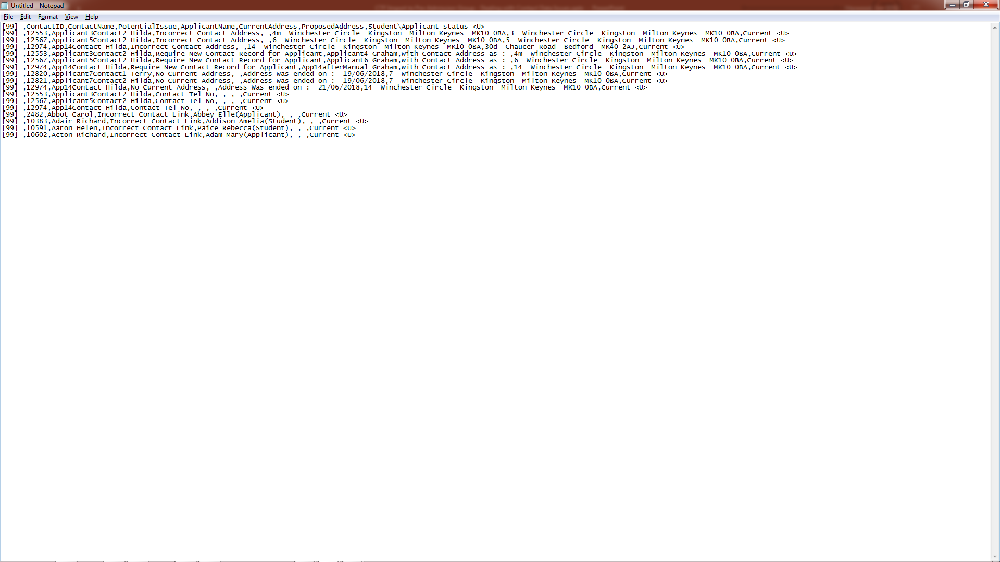 Untitled - Notepad
File Edit Format View Help
[99] ,ContactID,ContactName,PotentialIssue,ApplicantName,CurrentAddress,ProposedAddress,Student\Applicant status <U>
[99] ,12553,Applicant3Contact2 Hilda,Incorrect Contact Address, ,4m  Winchester Circle  Kingston  Milton Keynes  MK10 0BA,3  Winchester Circle  Kingston  Milton Keynes  MK10 0BA,Current <U>
[99] ,12567,Applicant5Contact2 Hilda,Incorrect Contact Address, ,6  Winchester Circle  Kingston  Milton Keynes  MK10 0BA,5  Winchester Circle  Kingston  Milton Keynes  MK10 0BA,Current <U>
[99] ,12974,App14Contact Hilda,Incorrect Contact Address, ,14  Winchester Circle  Kingston  Milton Keynes  MK10 0BA,30d  Chaucer Road  Bedford  MK40 2AJ,Current <U>
[99] ,12553,Applicant3Contact2 Hilda,Require New Contact Record for Applicant,Applicant4 Graham,with Contact Address as : ,4m  Winchester Circle  Kingston  Milton Keynes  MK10 0BA,Current <U>
[99] ,12567,Applicant5Contact2 Hilda,Require New Contact Record for Applicant,Applicant6 Graham,with Contact Address as : ,6  Winchester Circle  Kingston  Milton Keynes  MK10 0BA,Current <U>
[99] ,12974,App14Contact Hilda,Require New Contact Record for Applicant,App14afterManual Graham,with Contact Address as : ,14  Winchester Circle  Kingston  Milton Keynes  MK10 0BA,Current <U>
[99] ,12820,Applicant7Contact1 Terry,No Current Address, ,Address Was ended on :  19/06/2018,7  Winchester Circle  Kingston  Milton Keynes  MK10 0BA,Current <U>
[99] ,12821,Applicant7Contact2 Hilda,No Current Address, ,Address Was ended on :  19/06/2018,7  Winchester Circle  Kingston  Milton Keynes  MK10 0BA,Current <U>
[99] ,12974,App14Contact Hilda,No Current Address, ,Address Was ended on :  21/06/2018,14  Winchester Circle  Kingston  Milton Keynes  MK10 0BA,Current <U>
[99] ,12553,Applicant3Contact2 Hilda,Contact Tel No, , , ,Current <U>
[99] ,12567,Applicant5Contact2 Hilda,Contact Tel No, , , ,Current <U>
[99] ,12974,App14Contact Hilda,Contact Tel No, , , ,Current <U>
[99] ,2482,Abbot Carol,Incorrect Contact Link,Abbey Elle(Applicant), , ,Current <U>
[99] ,10383,Adair Richard,Incorrect Contact Link,Addison Amelia(Student), , ,Current <U>
[99] ,10591,Aaron Helen,Incorrect Contact Link,Paice Rebecca(Student), , ,Current <U>
[99] ,10602,Acton Richard,Incorrect Contact Link,Adam Mary(Applicant), , ,Current <U>